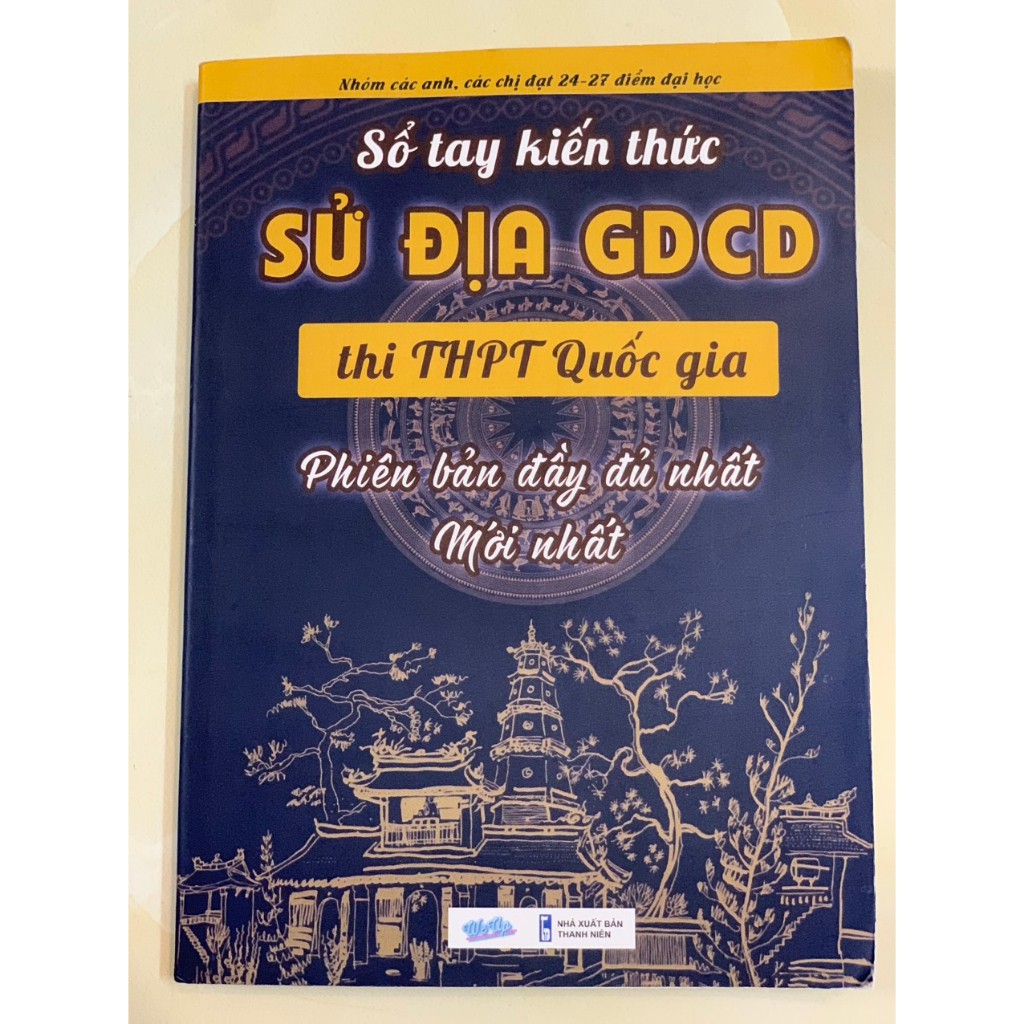 Nhóm các anh, các chị đạt 24-27 điểm đại học
Sổ tay kiến thức
SỬ ĐỊA GDCD
thi THPT Quốc gia
Phiên bản đầy đủ nhất
Mới nhất
NHÀ XUẤT BẢN
THANH NIÊN